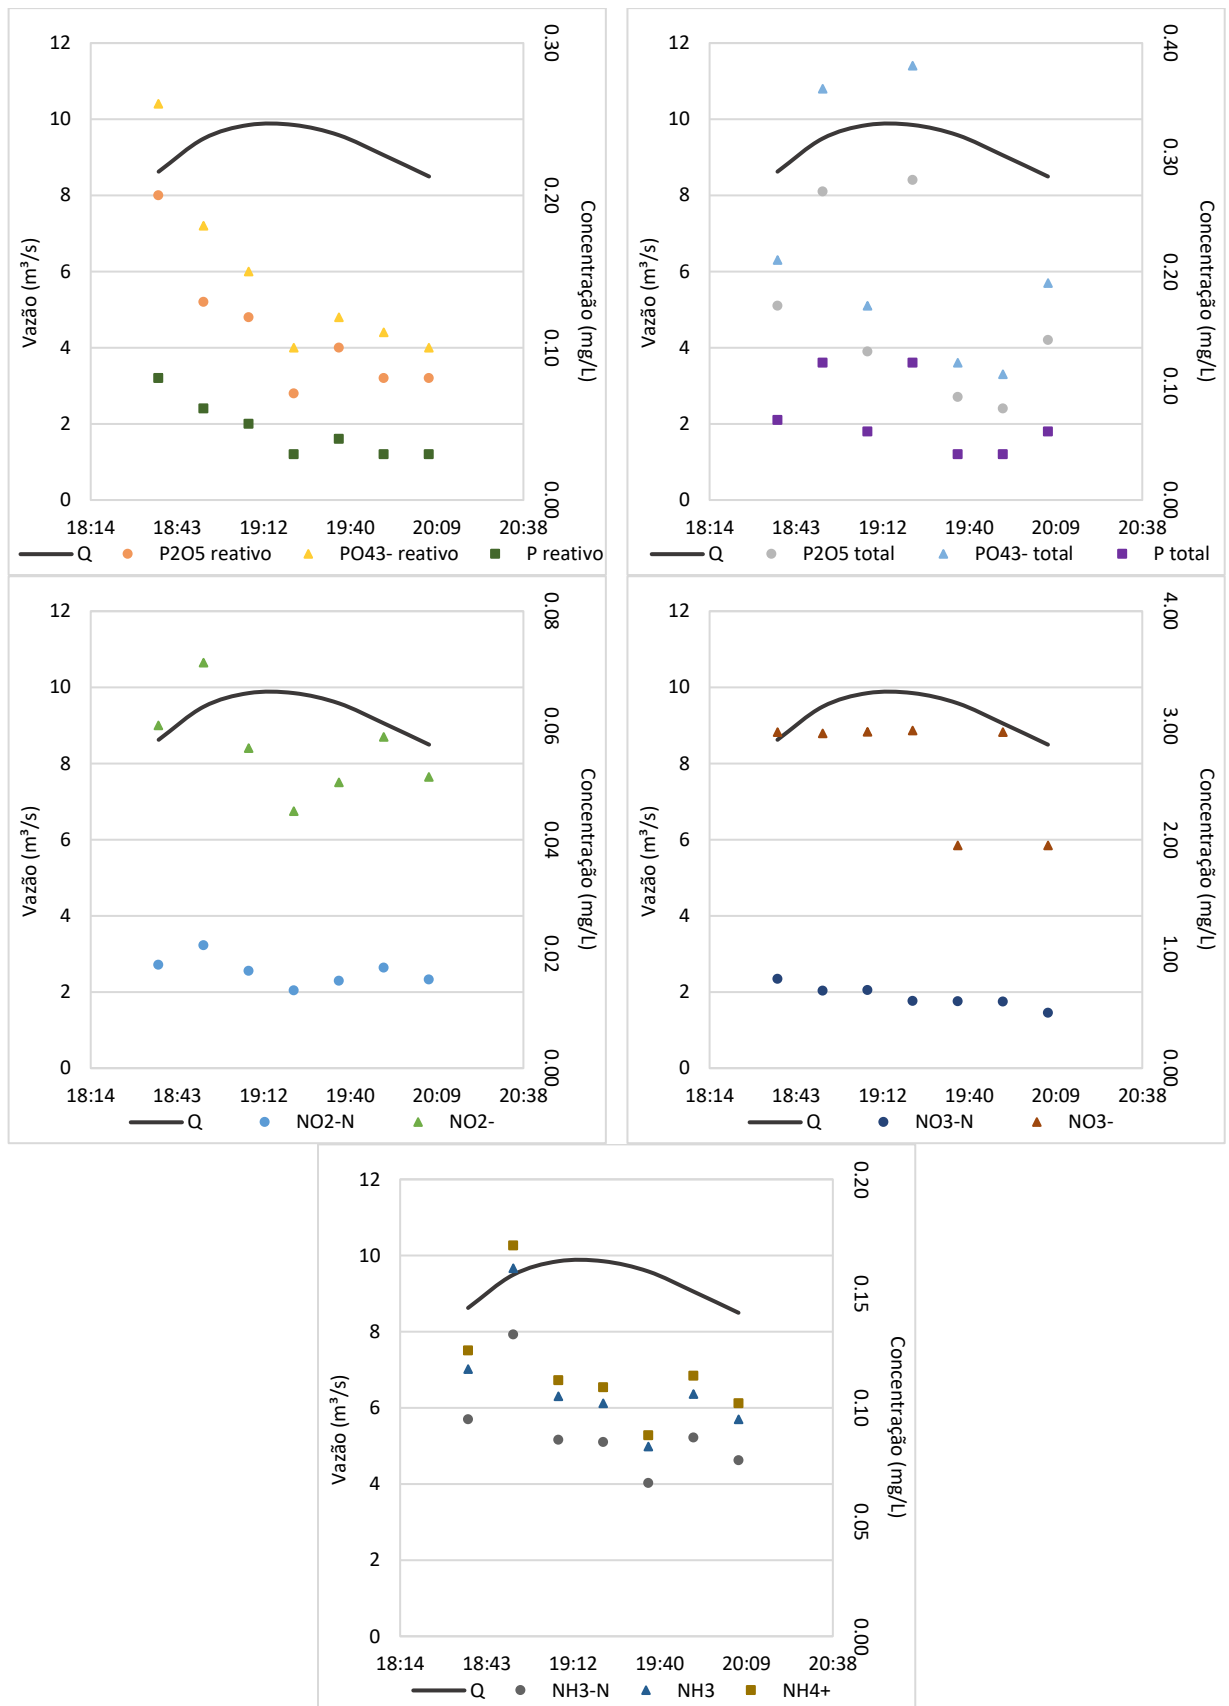 12
10
8
6
4
2
0
Vazão (m³/s)
0.30
0.20
0.10
0.00
Concentração (mg/L)
18:14 18:43 19:12 19:40 20:09 20:38
Q P2O5 reativo PO43- reativo P reativo
12
10
8
6
4
2
0
Vazão (m³/s)
0.40
0.30
0.20
0.10
0.00
Concentração (mg/L)
18:14 18:43 19:12 19:40 20:09 20:38
Q P2O5 total PO43- total P total
12
10
8
6
4
2
0
Vazão (m³/s)
0.08
0.06
0.04
0.02
0.00
Concentração (mg/L)
18:14 18:43 19:12 19:40 20:09 20:38
Q NO2-N NO2-
12
10
8
6
4
2
0
Vazão (m³/s)
4.00
3.00
2.00
1.00
0.00
Concentração (mg/L)
18:14 18:43 19:12 19:40 20:09 20:38
Q NO3-N NO3-
12
10
8
6
4
2
0
Vazão (m³/s)
0.20
0.15
0.10
0.05
0.00
Concentração (mg/L)
18:14 18:43 19:12 19:40 20:09 20:38
Q NH3-N NH3 NH4+